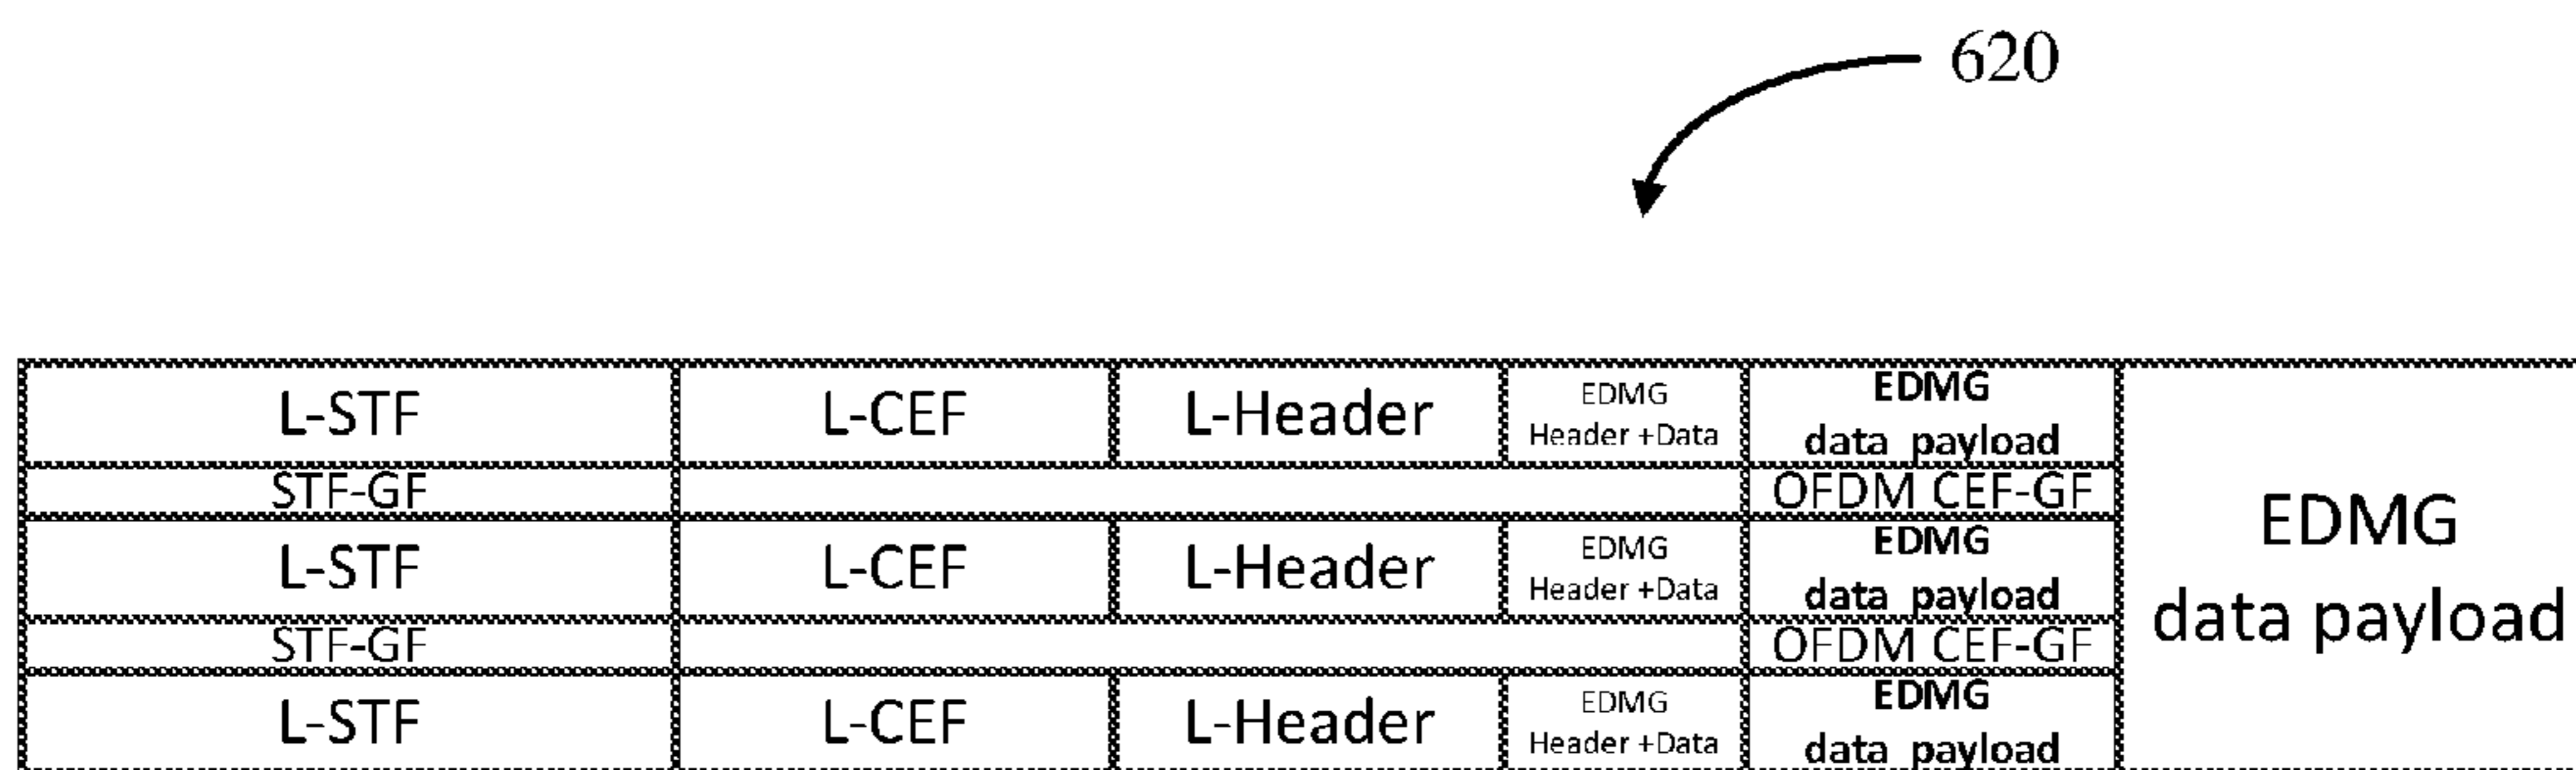 620
L-STF L-CEF L-Header EDMG Header +Data EDMG data payload
STF-GF OFDM CEF-GF
L-STF L-CEF L-Header EDMG Header +Data EDMG data payload
EDMG
data payload
STF-GF OFDM CEF-GF
L-STF L-CEF L-Header EDMG Header +Data EDMG data payload